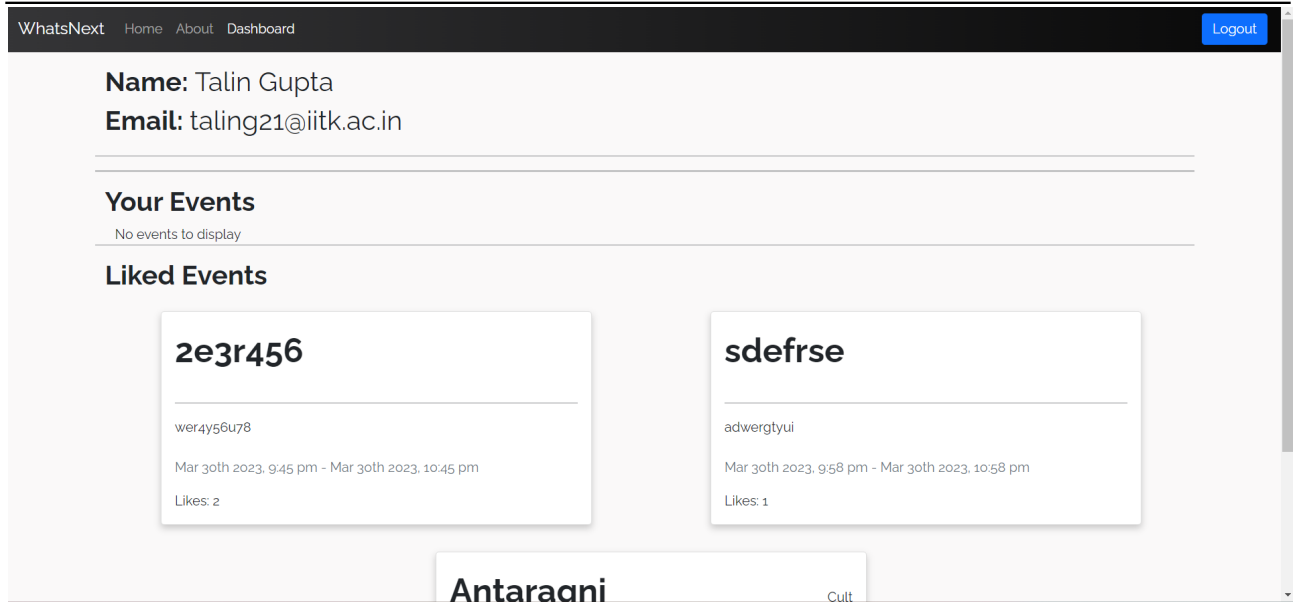 WhatsNext Home About Dashboard Logout
Name: Talin Gupta
Email: taling21@iitk.ac.in
Your Events
No events to display
Liked Events
2e3r456
wer4y56u78
Mar 30th 2023, 9:45 pm - Mar 30th 2023, 10:45 pm
Likes: 2
sdefrse
adwergtyui
Mar 30th 2023, 9:58 pm - Mar 30th 2023, 10:58 pm
Likes: 1
Antaragni Cult